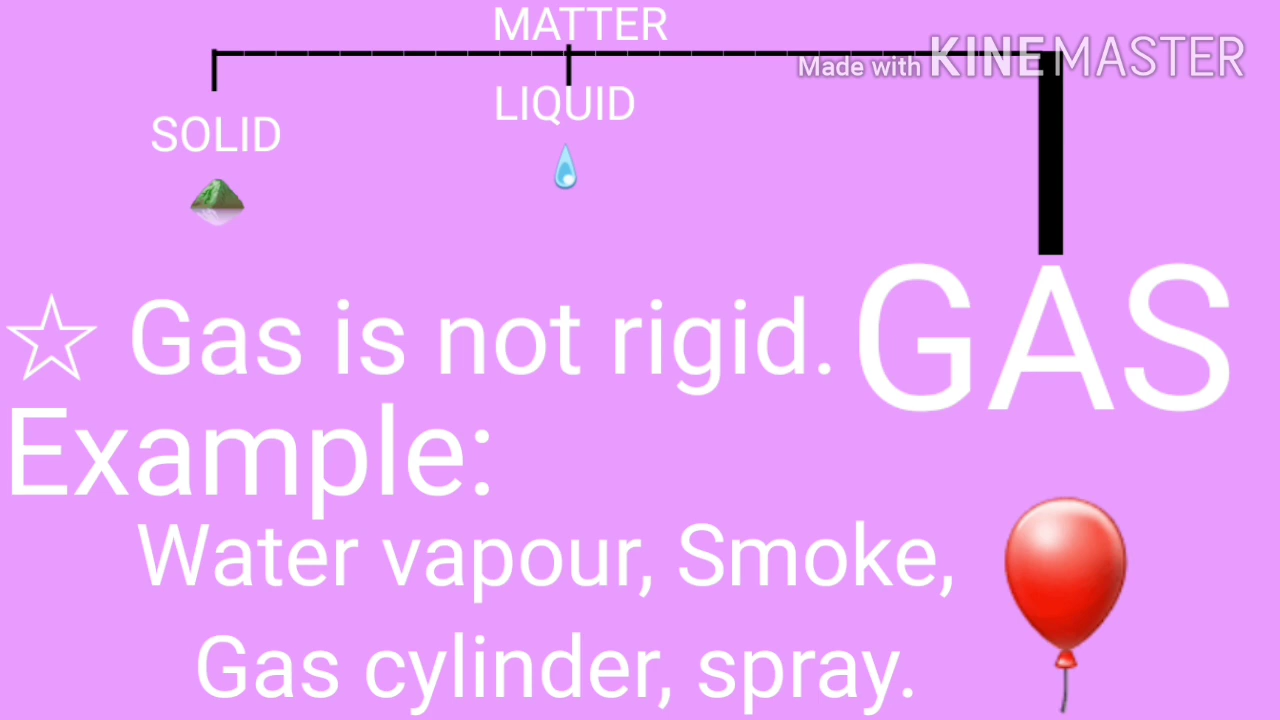 MATTER
Made with KINEMASTER
LIQUID
SOLID
☆ Gas is not rigid.
GAS
Example:
Water vapour, Smoke,
Gas cylinder, spray.